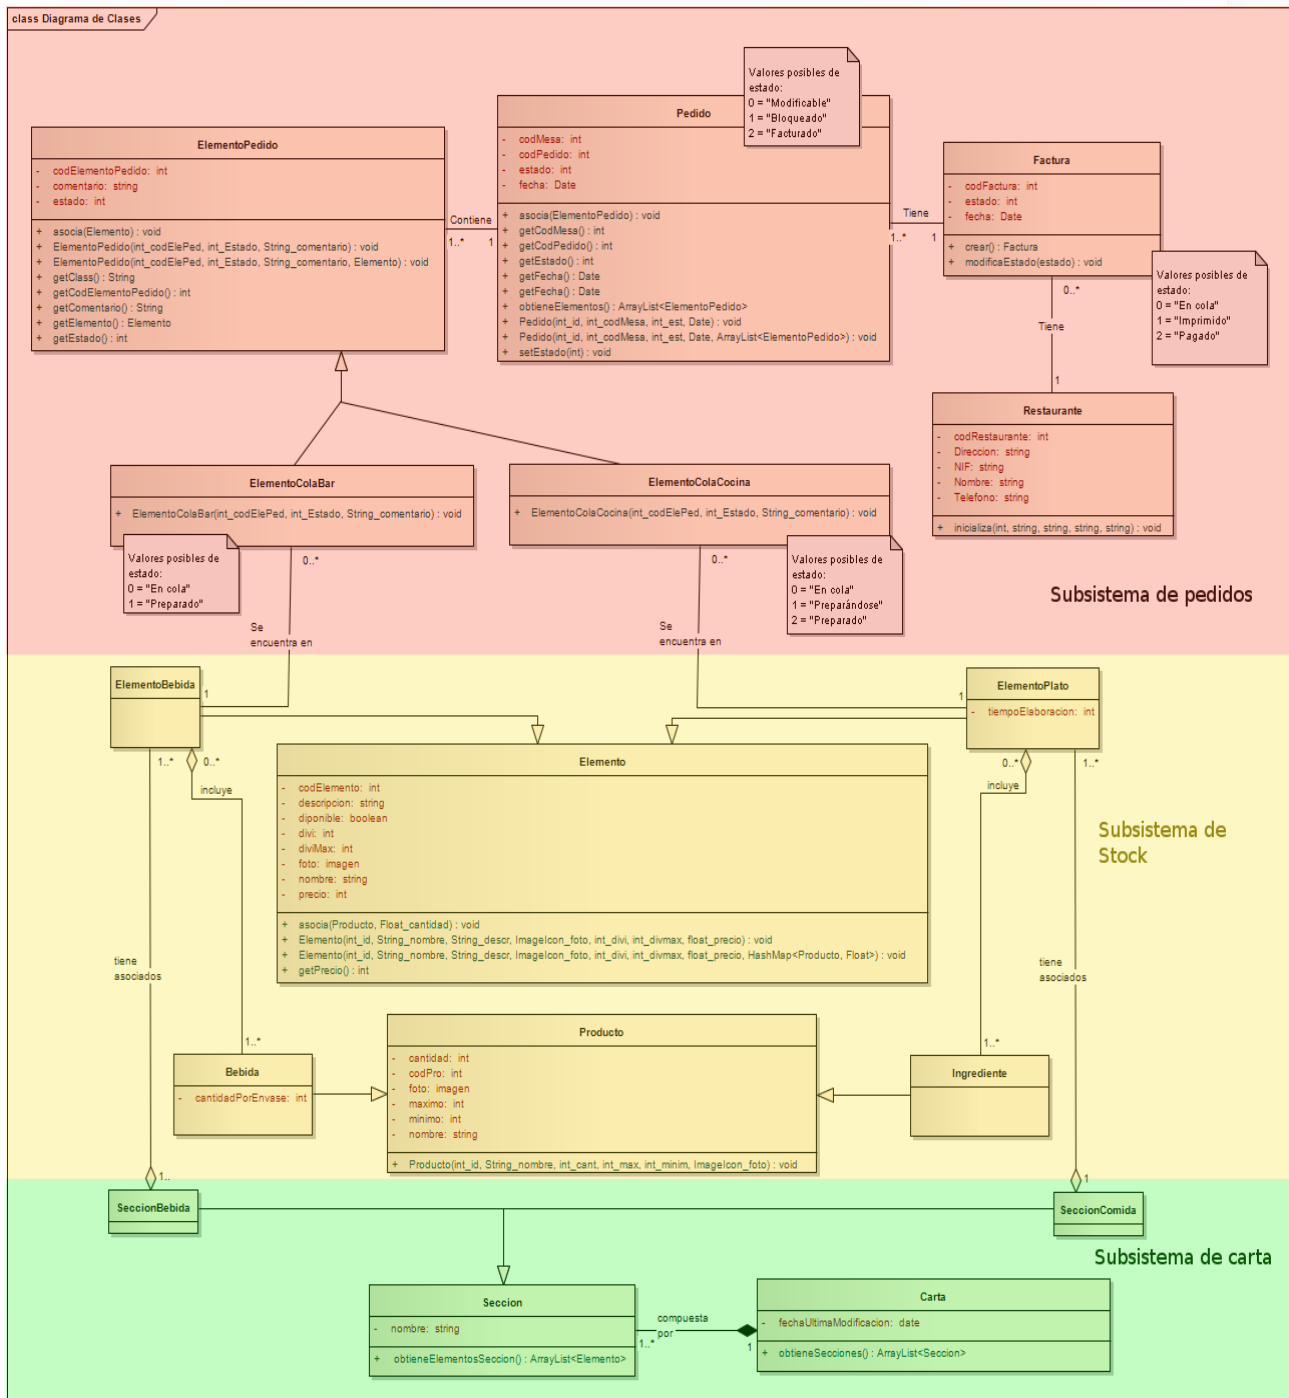 class Diagrama de Clases
Valores posibles de
estado:
0 = "Modificable"
1 = "Bloqueado"
2 = "Facturado"
Pedido
- codMesa: int
- codPedido: int
- estado: int
- fecha: Date
+ asocia(ElementoPedido) : void
+ getCodMesa() : int
+ getCodPedido() : int
+ getEstado() : int
+ getFecha() : Date
+ getFecha() : Date
+ obtieneElementos() : ArrayList<ElementoPedido>
+ Pedido(int_id, int_codMesa, int_est, Date) : void
+ Pedido(int_id, int_codMesa, int_est, Date, ArrayList<ElementoPedido>) : void
+ setEstado(int) : void
ElementoPedido
- codElementoPedido: int
- comentario: string
- estado: int
+ asocia(Elemento) : void
+ ElementoPedido(int_codElePed, int_Estado, String_comentario) : void
+ ElementoPedido(int_codElePed, int_Estado, String_comentario, Elemento) : void
+ getClass() : String
+ getCodElementoPedido() : int
+ getComentario() : String
+ getElemento() : Elemento
+ getEstado() : int
Contiene
1..*
1
Tiene
1..*
1
Factura
- codFactura: int
- estado: int
- fecha: Date
+ crear() : Factura
+ modificaEstado(estado) : void
Valores posibles de
estado:
0 = "En cola"
1 = "Imprimido"
2 = "Pagado"
0..*
Tiene
1
Restaurante
- codRestaurante: int
- Direccion: string
- NIF: string
- Nombre: string
- Telefono: string
+ inicializa(int, string, string, string, string) : void
ElementoColaBar
+ ElementoColaBar(int_codElePed, int_Estado, String_comentario) : void
Valores posibles de
estado:
0 = "En cola"
1 = "Preparado"
0..*
Se
encuentra en
ElementoColaCocina
+ ElementoColaCocina(int_codElePed, int_Estado, String_comentario) : void
0..*
Valores posibles de
estado:
0 = "En cola"
1 = "Preparándose"
2 = "Preparado"
Se
encuentra en
Subsistema de pedidos
ElementoBebida
1
1..*
0..*
incluye
ElementoPlato
- tiempoElaboracion: int
1
0..*
1..*
incluye
Elemento
- codElemento: int
- descripcion: string
- diponible: boolean
- divi: int
- diviMax: int
- foto: imagen
- nombre: string
- precio: int
+ asocia(Producto, Float_cantidad) : void
+ Elemento(int_id, String_nombre, String_descr, ImageIcon_foto, int_divi, int_divmax, float_precio) : void
+ Elemento(int_id, String_nombre, String_descr, ImageIcon_foto, int_divi, int_divmax, float_precio, HashMap<Producto, Float>) : void
+ getPrecio() : int
Subsistema de
Stock
tiene
asociados
tiene
asociados
1..*
1..*
Bebida
- cantidadPorEnvase: int
Producto
- cantidad: int
- codPro: int
- foto: imagen
- maximo: int
- minimo: int
- nombre: string
+ Producto(int_id, String_nombre, int_cant, int_max, int_minim, ImageIcon_foto) : void
Ingrediente
1..
1
SeccionBebida
SeccionComida
Subsistema de carta
Seccion
- nombre: string
+ obtieneElementosSeccion() : ArrayList<Elemento>
compuesta
por
1..*
1
Carta
- fechaUltimaModificacion: date
+ obtieneSecciones() : ArrayList<Seccion>